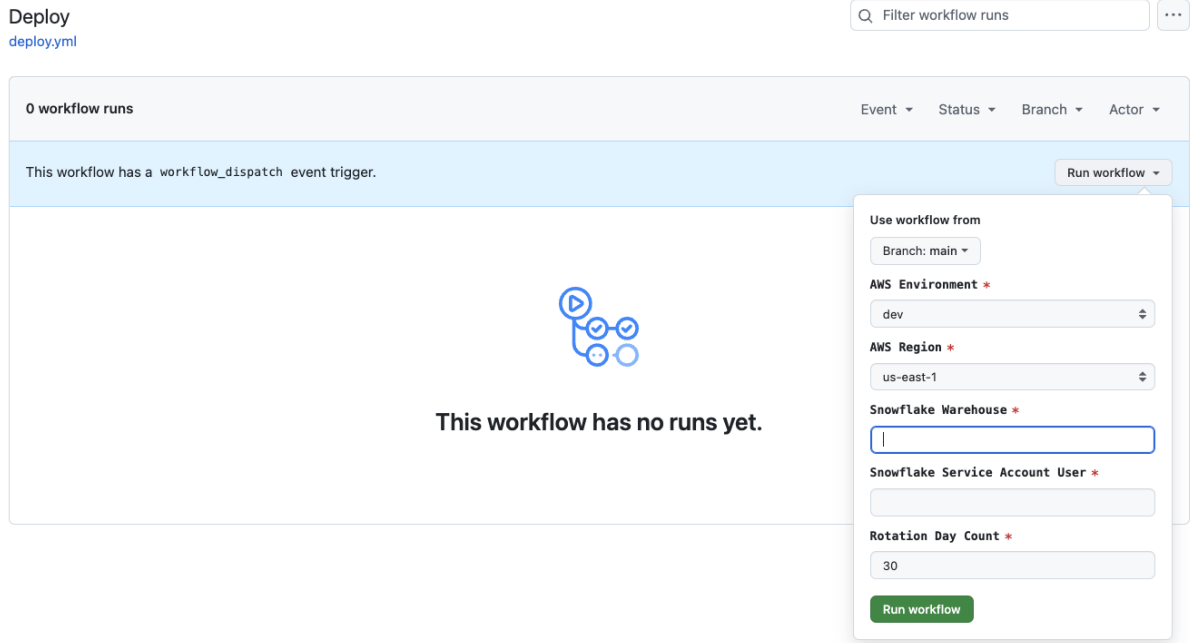 Deploy
deploy.yml
Filter workflow runs
0 workflow runs
Event
Status
Branch
Actor
This workflow has a workflow_dispatch event trigger.
Run workflow
Use workflow from
Branch: main
AWS Environment *
dev
AWS Region *
us-east-1
Snowflake Warehouse *
Snowflake Service Account User *
Rotation Day Count *
30
Run workflow
This workflow has no runs yet.